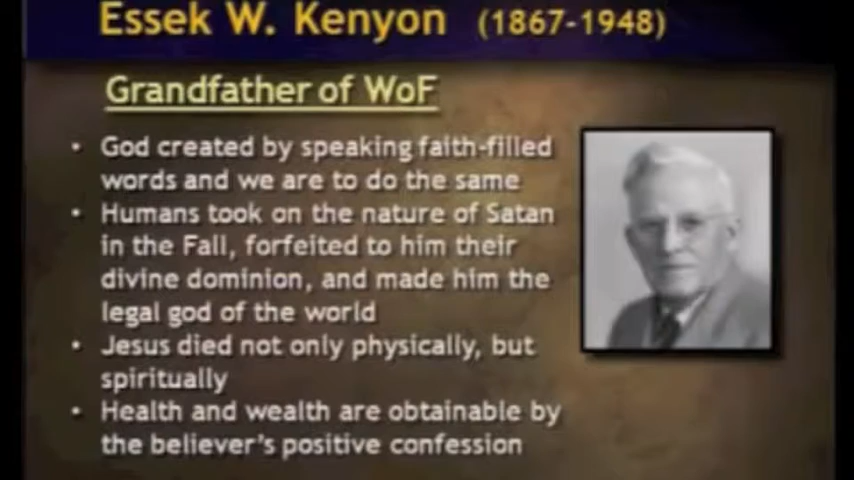 Essek W. Kenyon (1867-1948)
Grandfather of WoF
• God created by speaking faith-filled
words and we are to do the same
• Humans took on the nature of Satan
in the Fall, forfeited to him their
divine dominion, and made him the
legal god of the world
• Jesus died not only physically, but
spiritually
• Health and wealth are obtainable by
the believer's positive confession